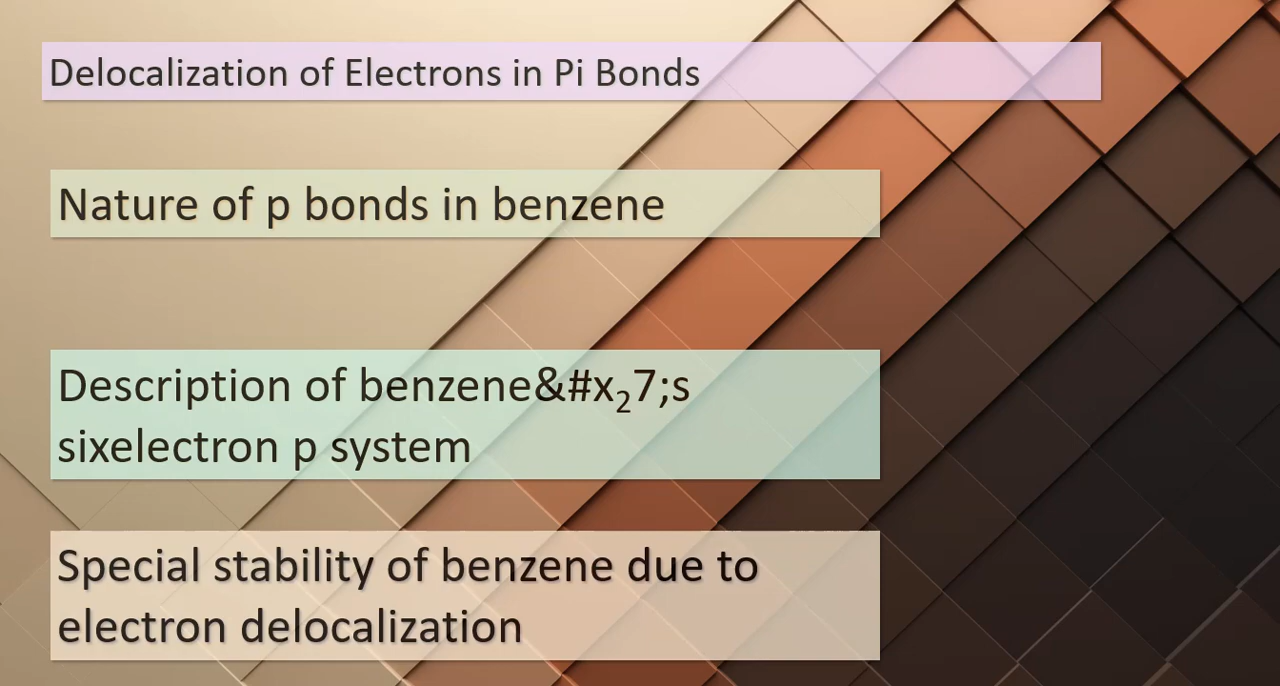 Delocalization of Electrons in Pi Bonds
Nature of p bonds in benzene
Description of benzene&#x₂7;s
sixelectron p system
Special stability of benzene due to
electron delocalization